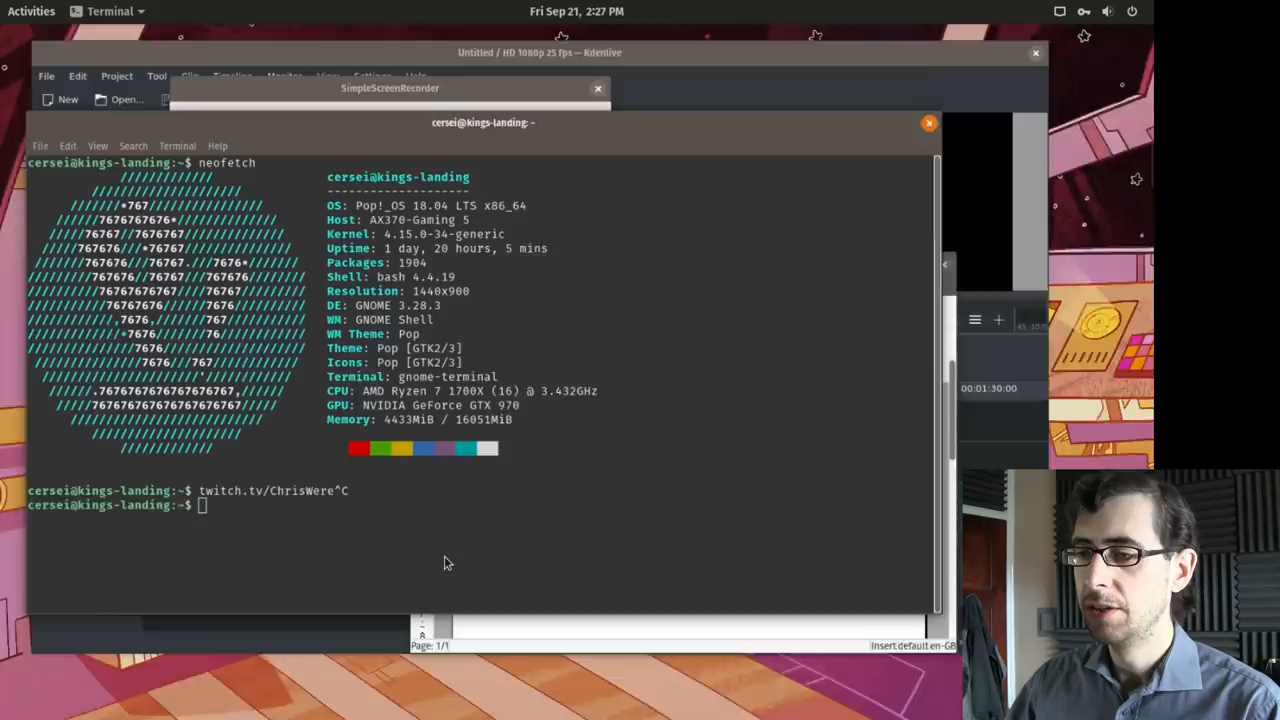 Activities Terminal Fri Sep 21, 2:27 PM
Untitled / HD 1080p 25 fps — Kdenlive
File Edit Project Tool
New Open...
SimpleScreenRecorder
cersei@kings-landing: ~
File Edit View Search Terminal Help
cersei@kings-landing:~$ neofetch
cersei@kings-landing
--------------------
OS: Pop!_OS 18.04 LTS x86_64
Host: AX370-Gaming 5
Kernel: 4.15.0-34-generic
Uptime: 1 day, 20 hours, 5 mins
Packages: 1904
Shell: bash 4.4.19
Resolution: 1440x900
DE: GNOME 3.28.3
WM: GNOME Shell
WM Theme: Pop
Theme: Pop [GTK2/3]
Icons: Pop [GTK2/3]
Terminal: gnome-terminal
CPU: AMD Ryzen 7 1700X (16) @ 3.432GHz
GPU: NVIDIA GeForce GTX 970
Memory: 4433MiB / 16051MiB
00:01:30:00
cersei@kings-landing:~$ twitch.tv/ChrisWere^C
cersei@kings-landing:~$
Page: 1/1 Insert default en-GB